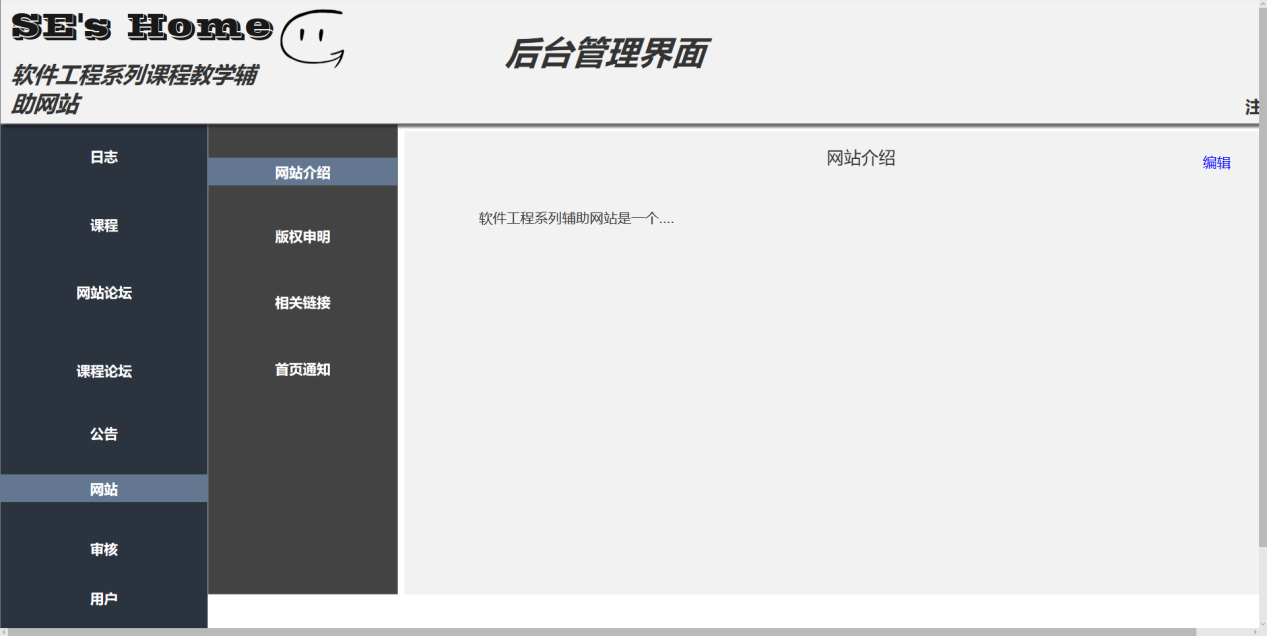 SE's Home
软件工程系列课程教学辅
助网站
后台管理界面
注
日志
课程
网站论坛
课程论坛
公告
网站
审核
用户
网站介绍
版权申明
相关链接
首页通知
网站介绍
编辑
软件工程系列辅助网站是一个....